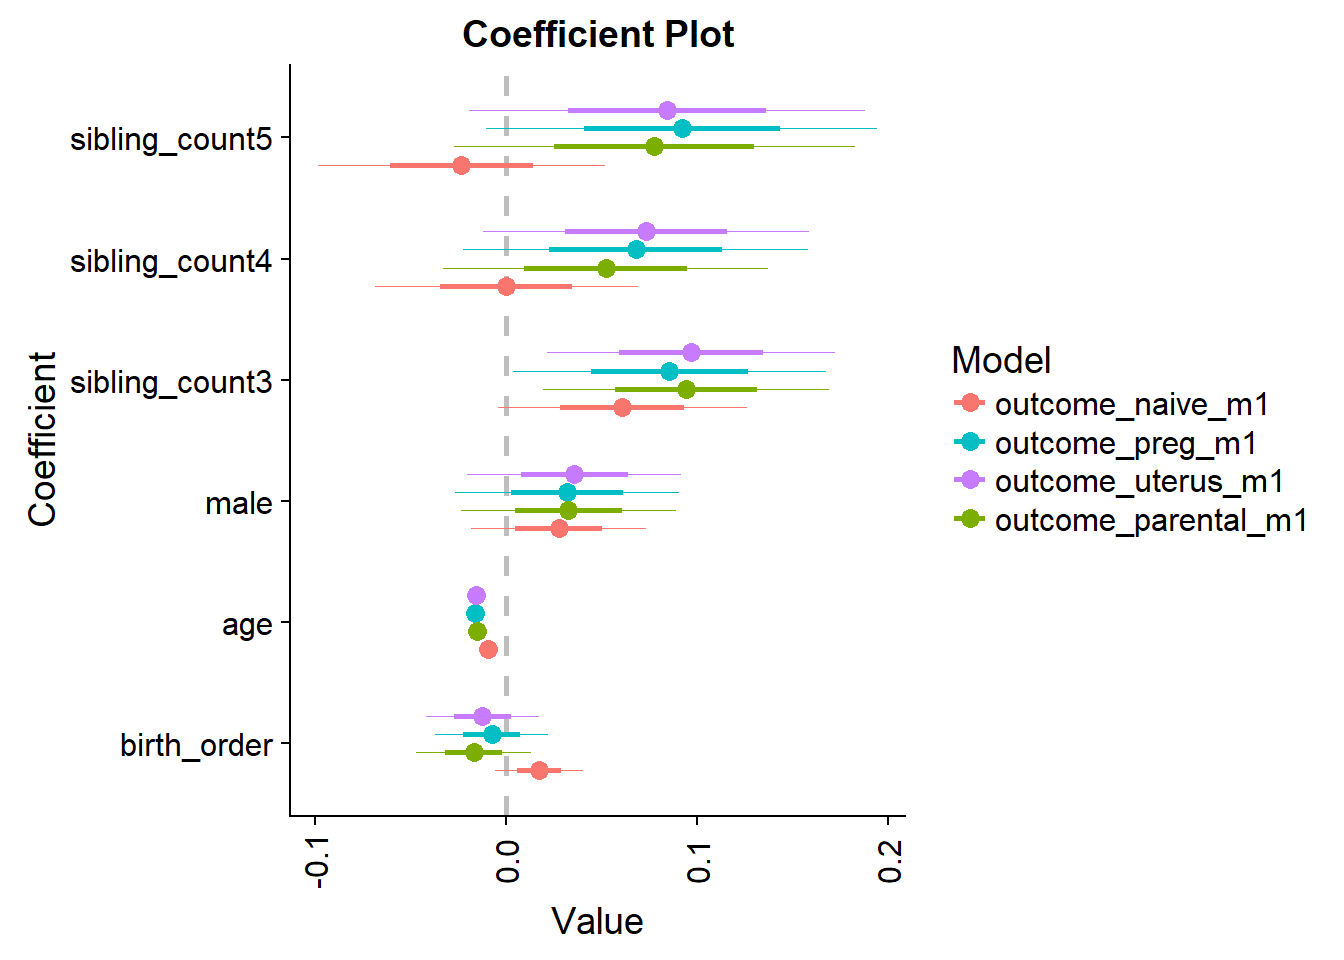 Coefficient Plot
Coefficient
sibling_count5
sibling_count4
sibling_count3
male
age
birth_order
-0.1
0.0
0.1
0.2
Value
Model
outcome_naive_m1
outcome_preg_m1
outcome_uterus_m1
outcome_parental_m1